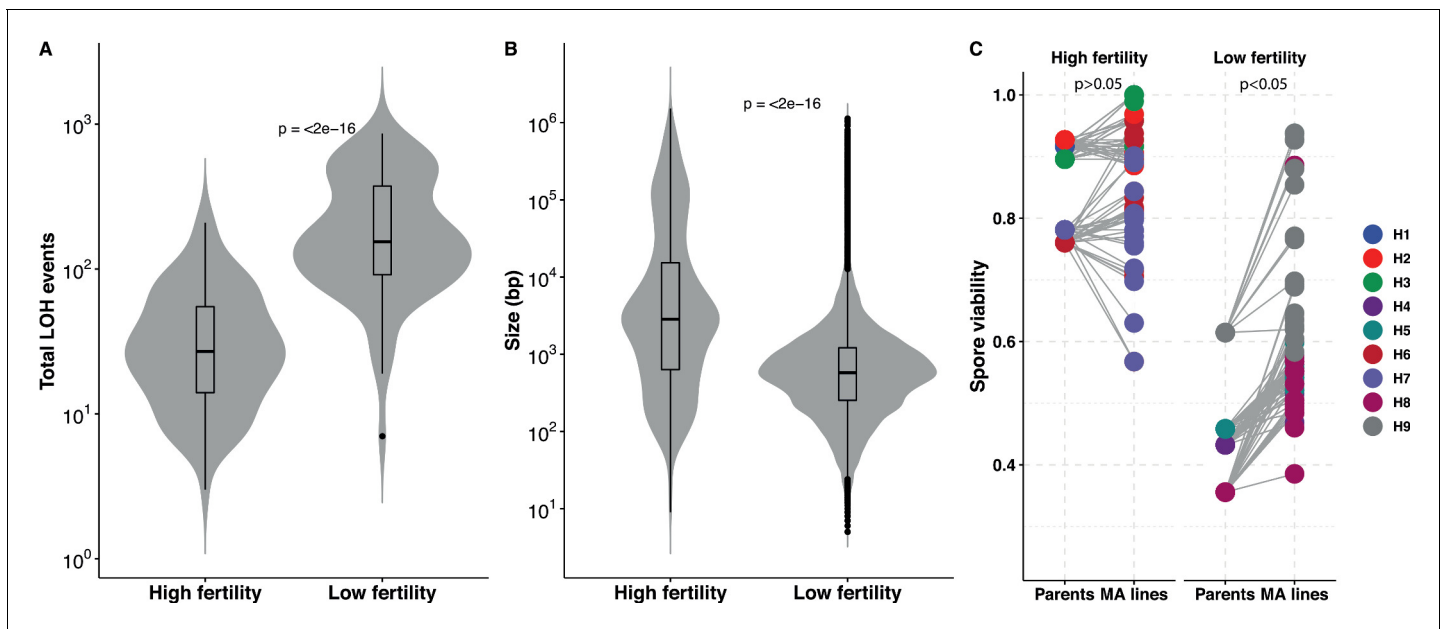 A
Total LOH events
10³
10²
10¹
10⁰
p = <2e−16
High fertility
Low fertility
B
Size (bp)
10⁶
10⁵
10⁴
10³
10²
10¹
p = <2e−16
High fertility
Low fertility
C
High fertility
Low fertility
p>0.05
p<0.05
Spore viability
1.0
0.8
0.6
0.4
Parents MA lines
Parents MA lines
H1
H2
H3
H4
H5
H6
H7
H8
H9